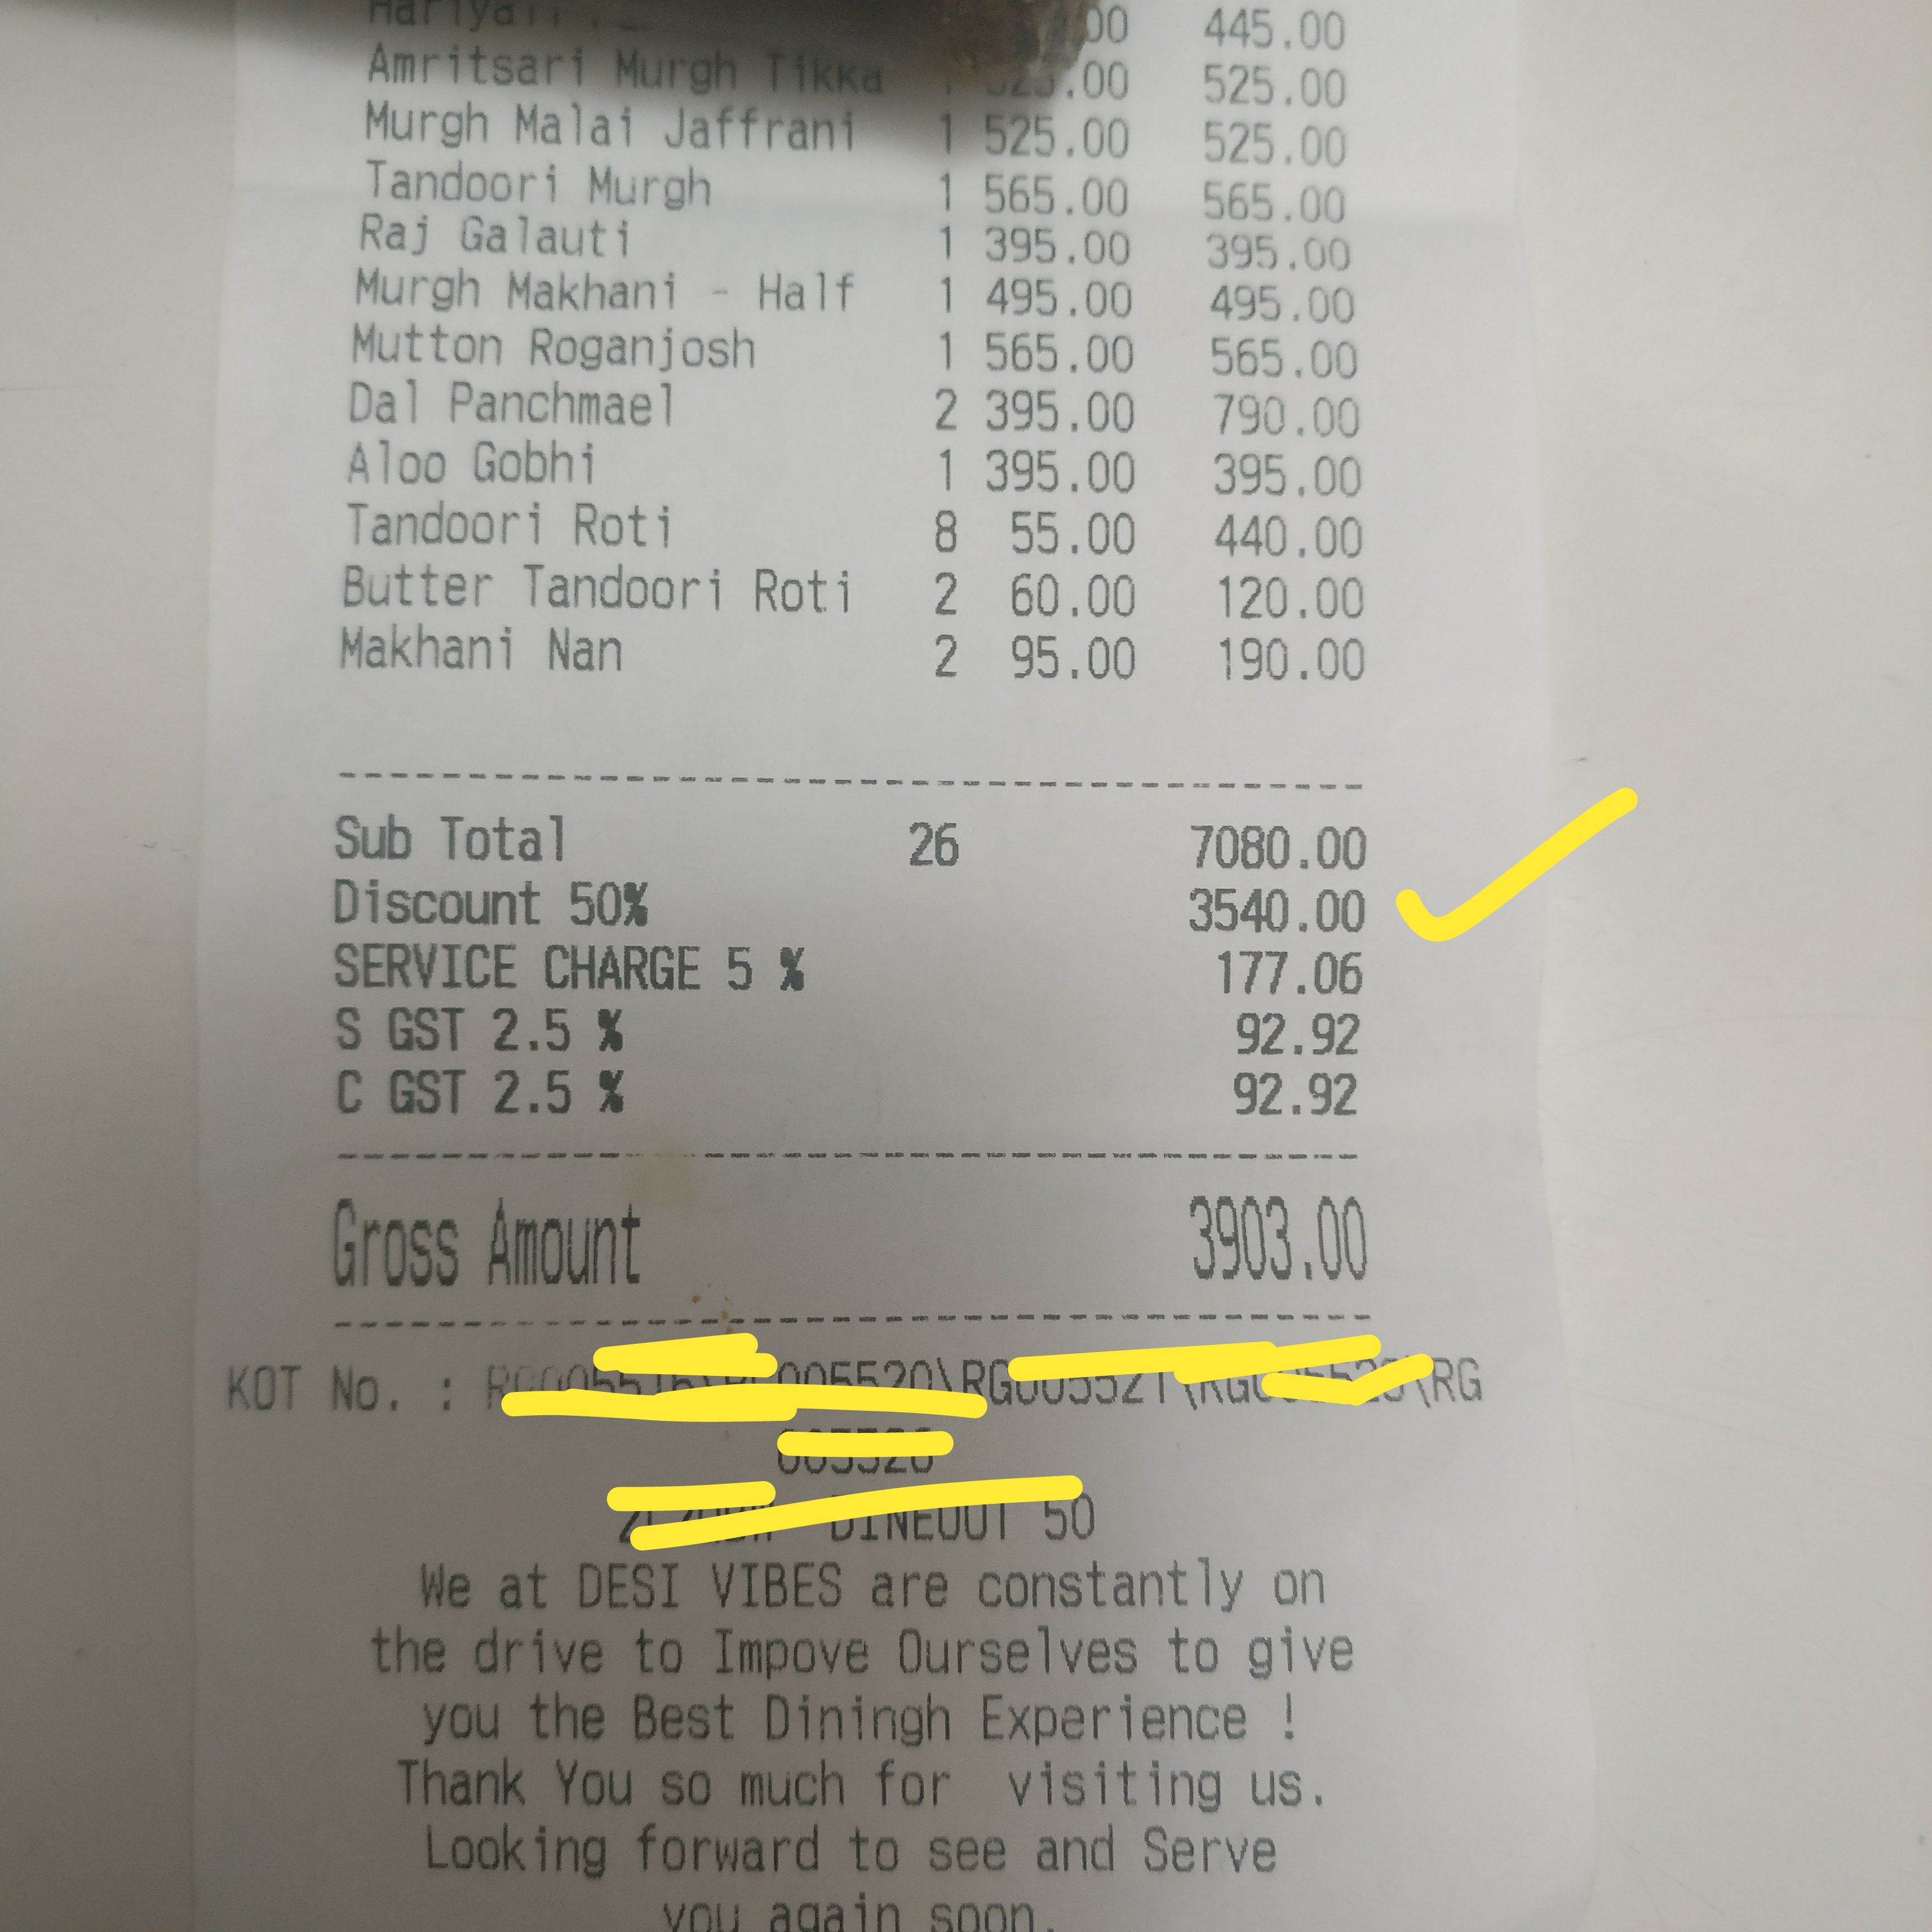 445.00
Amritsari Murgh Tikka 525.00
Murgh Malai Jaffrani 1 525.00 525.00
Tandoori Murgh 1 565.00 565.00
Raj Galauti 1 395.00 395.00
Murgh Makhani - Half 1 495.00 495.00
Mutton Roganjosh 1 565.00 565.00
Dal Panchmael 2 395.00 790.00
Aloo Gobhi 1 395.00 395.00
Tandoori Roti 8 55.00 440.00
Butter Tandoori Roti 2 60.00 120.00
Makhani Nan 2 95.00 190.00
Sub Total 26 7080.00
Discount 50% 3540.00
SERVICE CHARGE 5 % 177.06
S GST 2.5 % 92.92
C GST 2.5 % 92.92
Gross Amount 3903.00
KOT No. :
DINEOUT 50
We at DESI VIBES are constantly on
the drive to Impove Ourselves to give
you the Best Diningh Experience !
Thank You so much for visiting us.
Looking forward to see and Serve
you again soon.